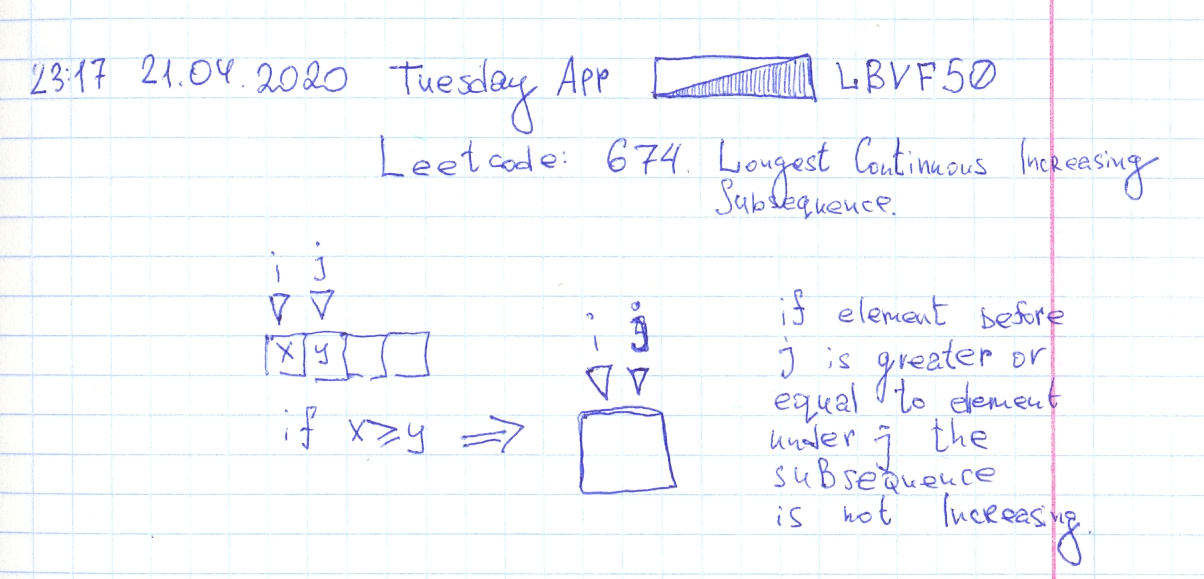 23:17 21.04.2020 Tuesday App LBVF50
Leetcode: 674. Longest Continuous Increasing
Subsequence.
i j
x y
if x≥y ⇒
i j
if element before
j is greater or
equal to element
under j the
subsequence
is not Increasing.